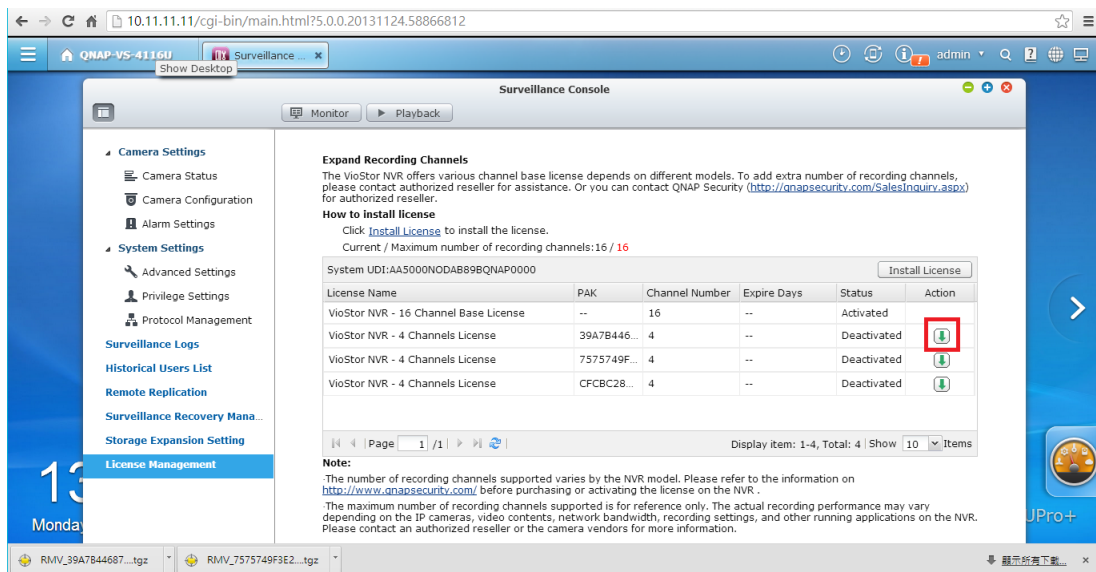 10.11.11.11/cgi-bin/main.html?5.0.0.20131124.58866812
QNAP-VS-4116U
Surveillance ... ×
admin
Show Desktop
Surveillance Console
Monitor
Playback
Camera Settings
Camera Status
Camera Configuration
Alarm Settings
System Settings
Advanced Settings
Privilege Settings
Protocol Management
Surveillance Logs
Historical Users List
Remote Replication
Surveillance Recovery Mana...
Storage Expansion Setting
License Management
Expand Recording Channels
The VioStor NVR offers various channel base license depends on different models. To add extra number of recording channels,
please contact authorized reseller for assistance. Or you can contact QNAP Security (http://qnapsecurity.com/SalesInquiry.aspx)
for authorized reseller.
How to install license
Click Install License to install the license.
Current / Maximum number of recording channels:16 / 16
System UDI:AA5000NODAB89BQNAP0000 Install License
License Name PAK Channel Number Expire Days Status Action
VioStor NVR - 16 Channel Base License -- 16 -- Activated
VioStor NVR - 4 Channels License 39A7B446... 4 -- Deactivated
VioStor NVR - 4 Channels License 7575749F... 4 -- Deactivated
VioStor NVR - 4 Channels License CFCBC28... 4 -- Deactivated
Page 1 /1 Display item: 1-4, Total: 4 Show 10 Items
Note:
·The number of recording channels supported varies by the NVR model. Please refer to the information on
http://www.qnapsecurity.com/ before purchasing or activating the license on the NVR .
·The maximum number of recording channels supported is for reference only. The actual recording performance may vary
depending on the IP cameras, video contents, network bandwidth, recording settings, and other running applications on the NVR.
Please contact an authorized reseller or the camera vendors for more information.
13
Monday
UPro+
RMV_39A7B44687....tgz
RMV_7575749F3E2....tgz
顯示所有下載...